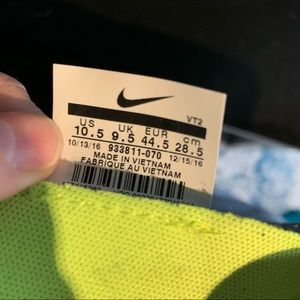 VT2
US UK EUR cm
10.5 9.5 44.5 28.5
10/13/16 933811-070 12/15/16
MADE IN VIETNAM
FABRIQUE AU VIETNAM